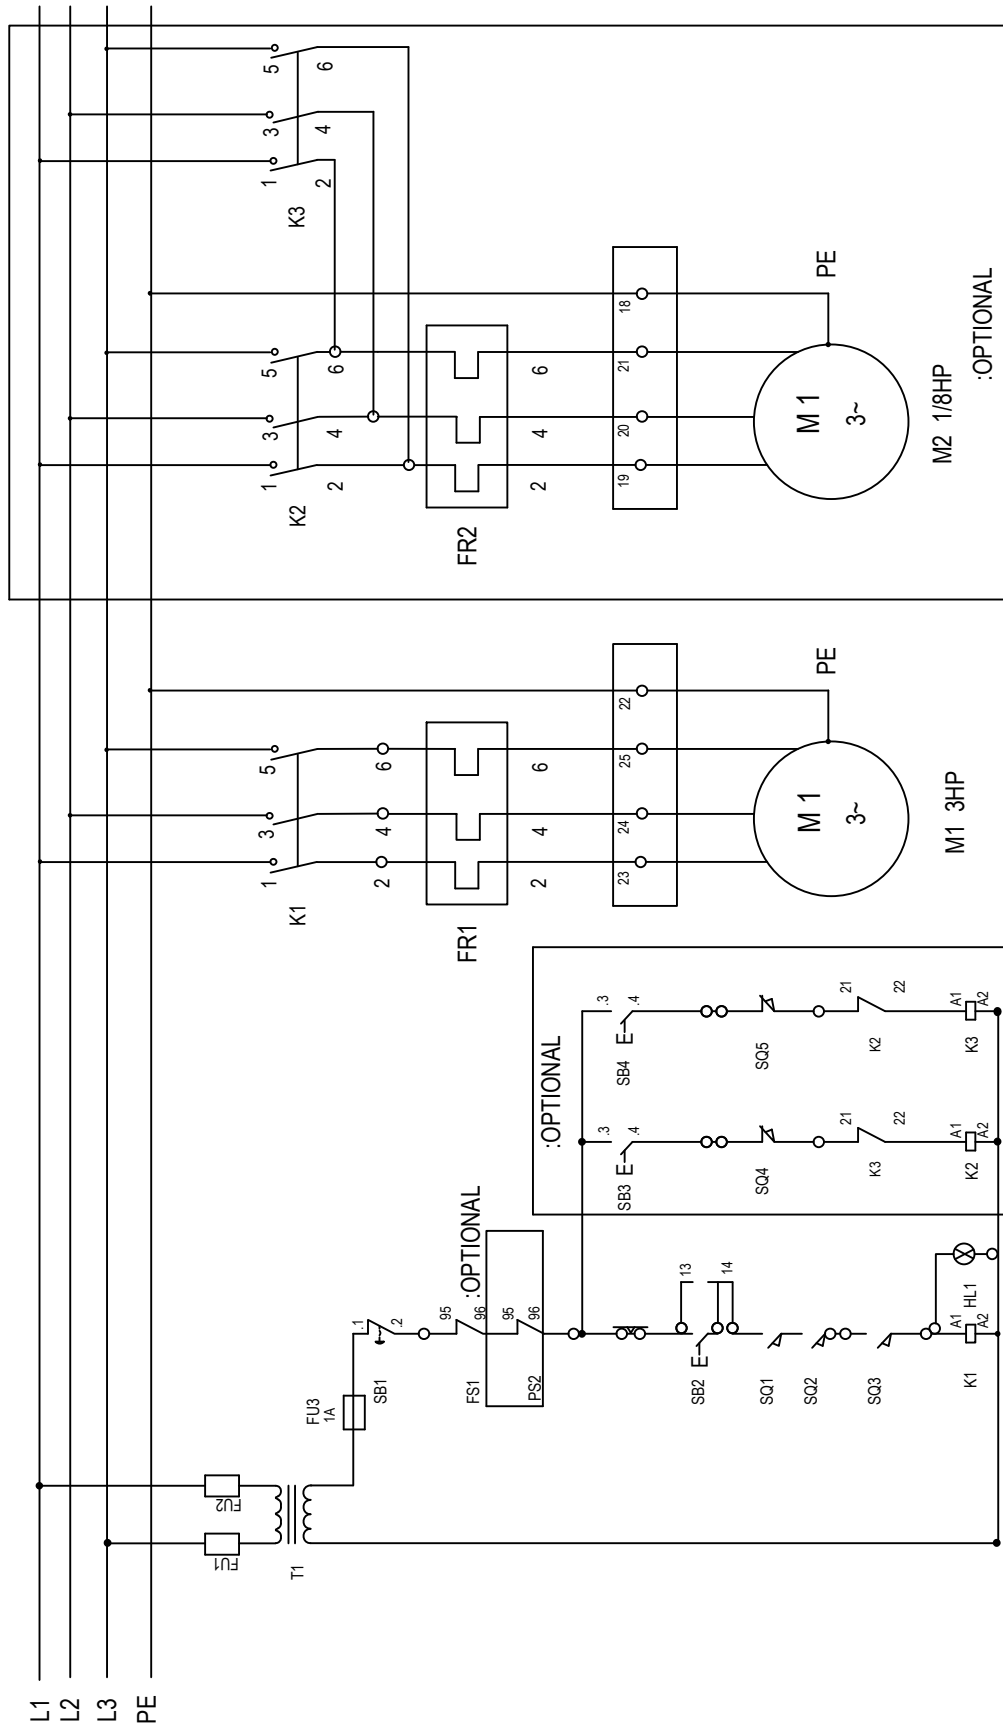 L1
L2
L3
PE
FU1
FU2
T1
FU3
1A
SB1
.1
.2
FS1
95
96
:OPTIONAL
PS2
95
96
SB2
13
14
SQ1
SQ2
SQ3
HL1
K1
A1
A2
:OPTIONAL
SB3
.3
.4
SQ4
K3
21
22
K2
A1
A2
SB4
.3
.4
SQ5
K2
21
22
K3
A1
A2
K1
1
3
5
2
4
6
FR1
2
4
6
23
24
25
22
M 1
3~
PE
M1 3HP
K2
1
3
5
2
4
6
K3
1
3
5
2
4
6
FR2
2
4
6
19
20
21
18
M 1
3~
PE
M2 1/8HP
:OPTIONAL